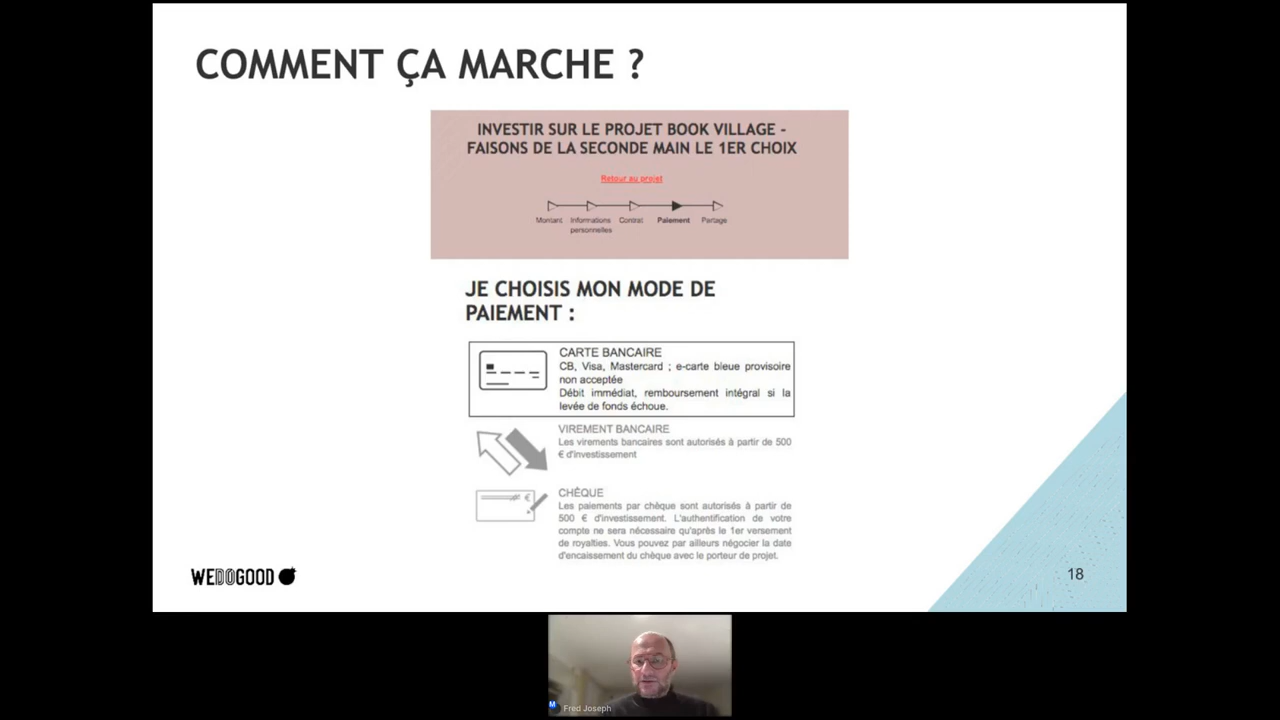 COMMENT ÇA MARCHE ?
INVESTIR SUR LE PROJET BOOK VILLAGE -
FAISONS DE LA SECONDE MAIN LE 1ER CHOIX
Retour au projet
Montant
Informations
personnelles
Contrat
Paiement
Partage
JE CHOISIS MON MODE DE
PAIEMENT :
CARTE BANCAIRE
CB, Visa, Mastercard ; e-carte bleue provisoire
non acceptée
Débit immédiat, remboursement intégral si la
levée de fonds échoue.
VIREMENT BANCAIRE
Les virements bancaires sont autorisés à partir de 500
€ d'investissement
€
CHÈQUE
Les paiements par chèque sont autorisés à partir de
500 € d'investissement. L'authentification de votre
compte ne sera nécessaire qu'après le 1er versement
de royalties. Vous pouvez par ailleurs négocier la date
d'encaissement du chèque avec le porteur de projet.
WEDOGOOD
18
M
Fred Joseph